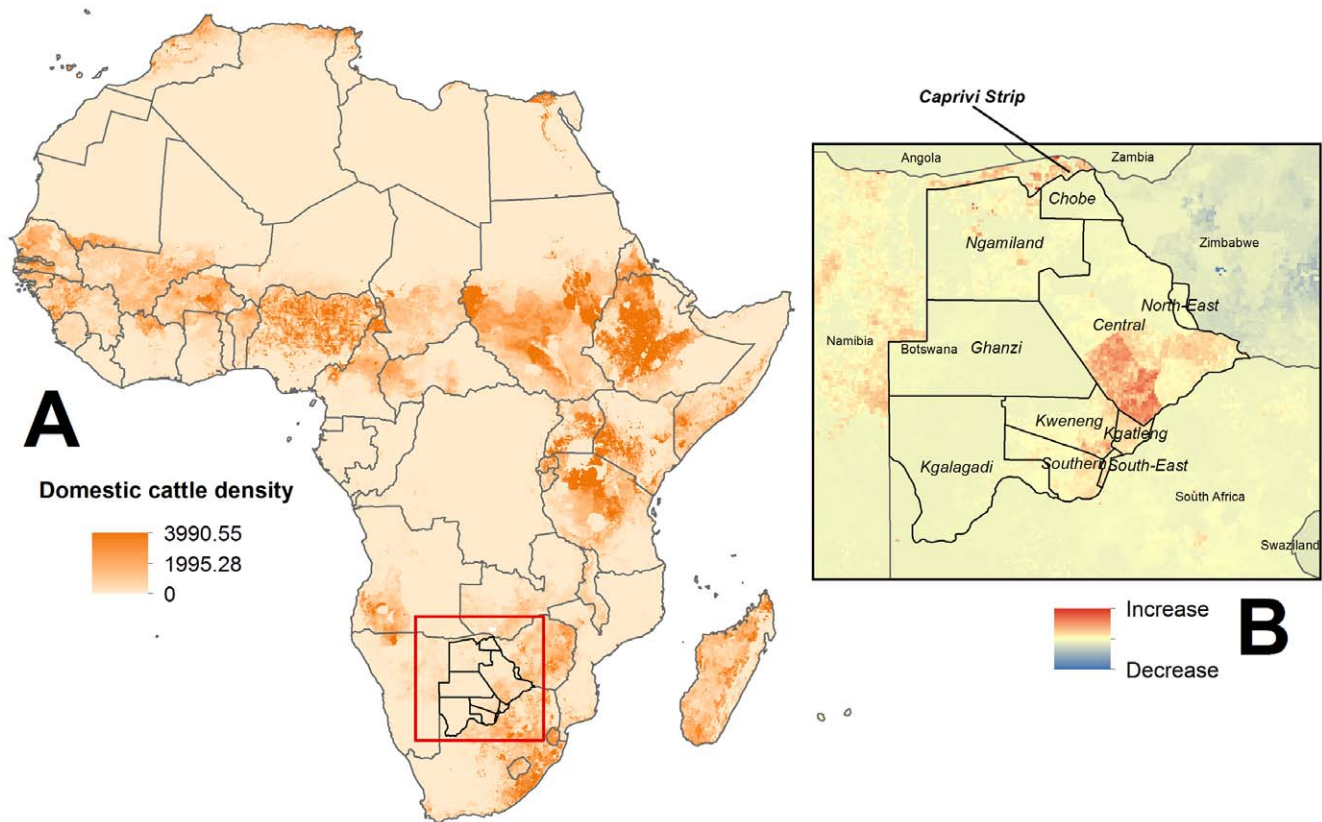 A
Domestic cattle density
3990.55
1995.28
0
Caprivi Strip
Angola
Zambia
Chobe
Ngamiland
Zimbabwe
North-East
Central
Namibia
Botswana
Ghanzi
Kweneng
Kgatleng
Kgalagadi
Southern
South-East
South Africa
Swaziland
Increase
Decrease
B